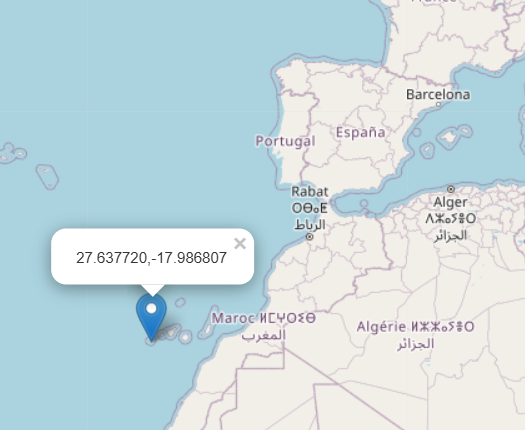 Barcelona
Portugal
España
Rabat
ⵔⴱⴰⵟ
الرباط
Alger
ⴷⵣⴰⵢⴻⵔ
الجزائر
×
27.637720,-17.986807
Maroc ⵍⵎⵖⵔⵉⴱ
المغرب
Algérie ⵍⵣⵣⴰⵢⴻⵔ
الجزائر